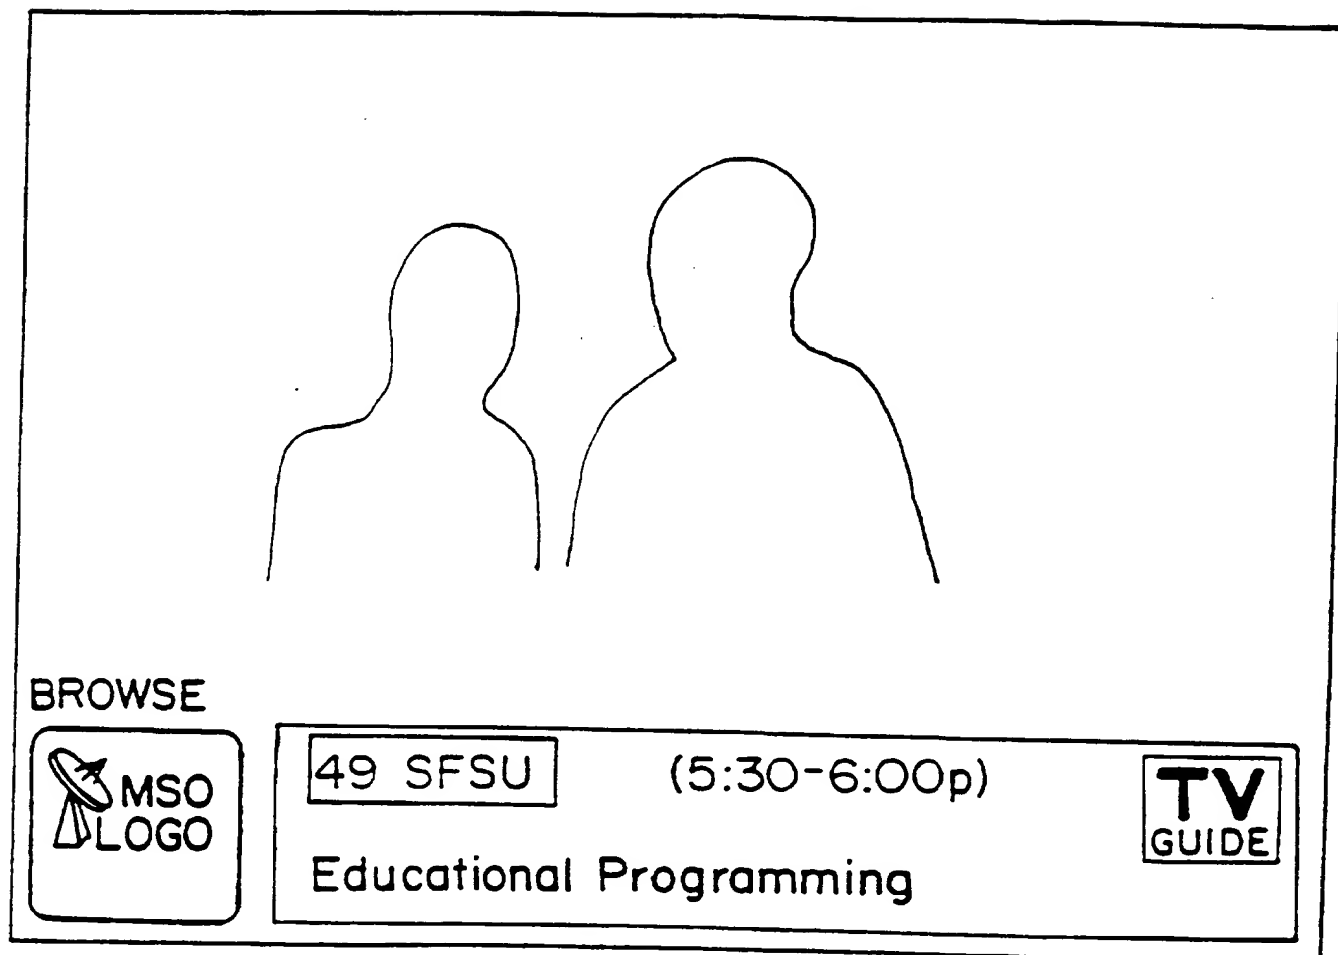 BROWSE
MSO
LOGO
49 SFSU (5:30-6:00p)
TV
GUIDE
Educational Programming